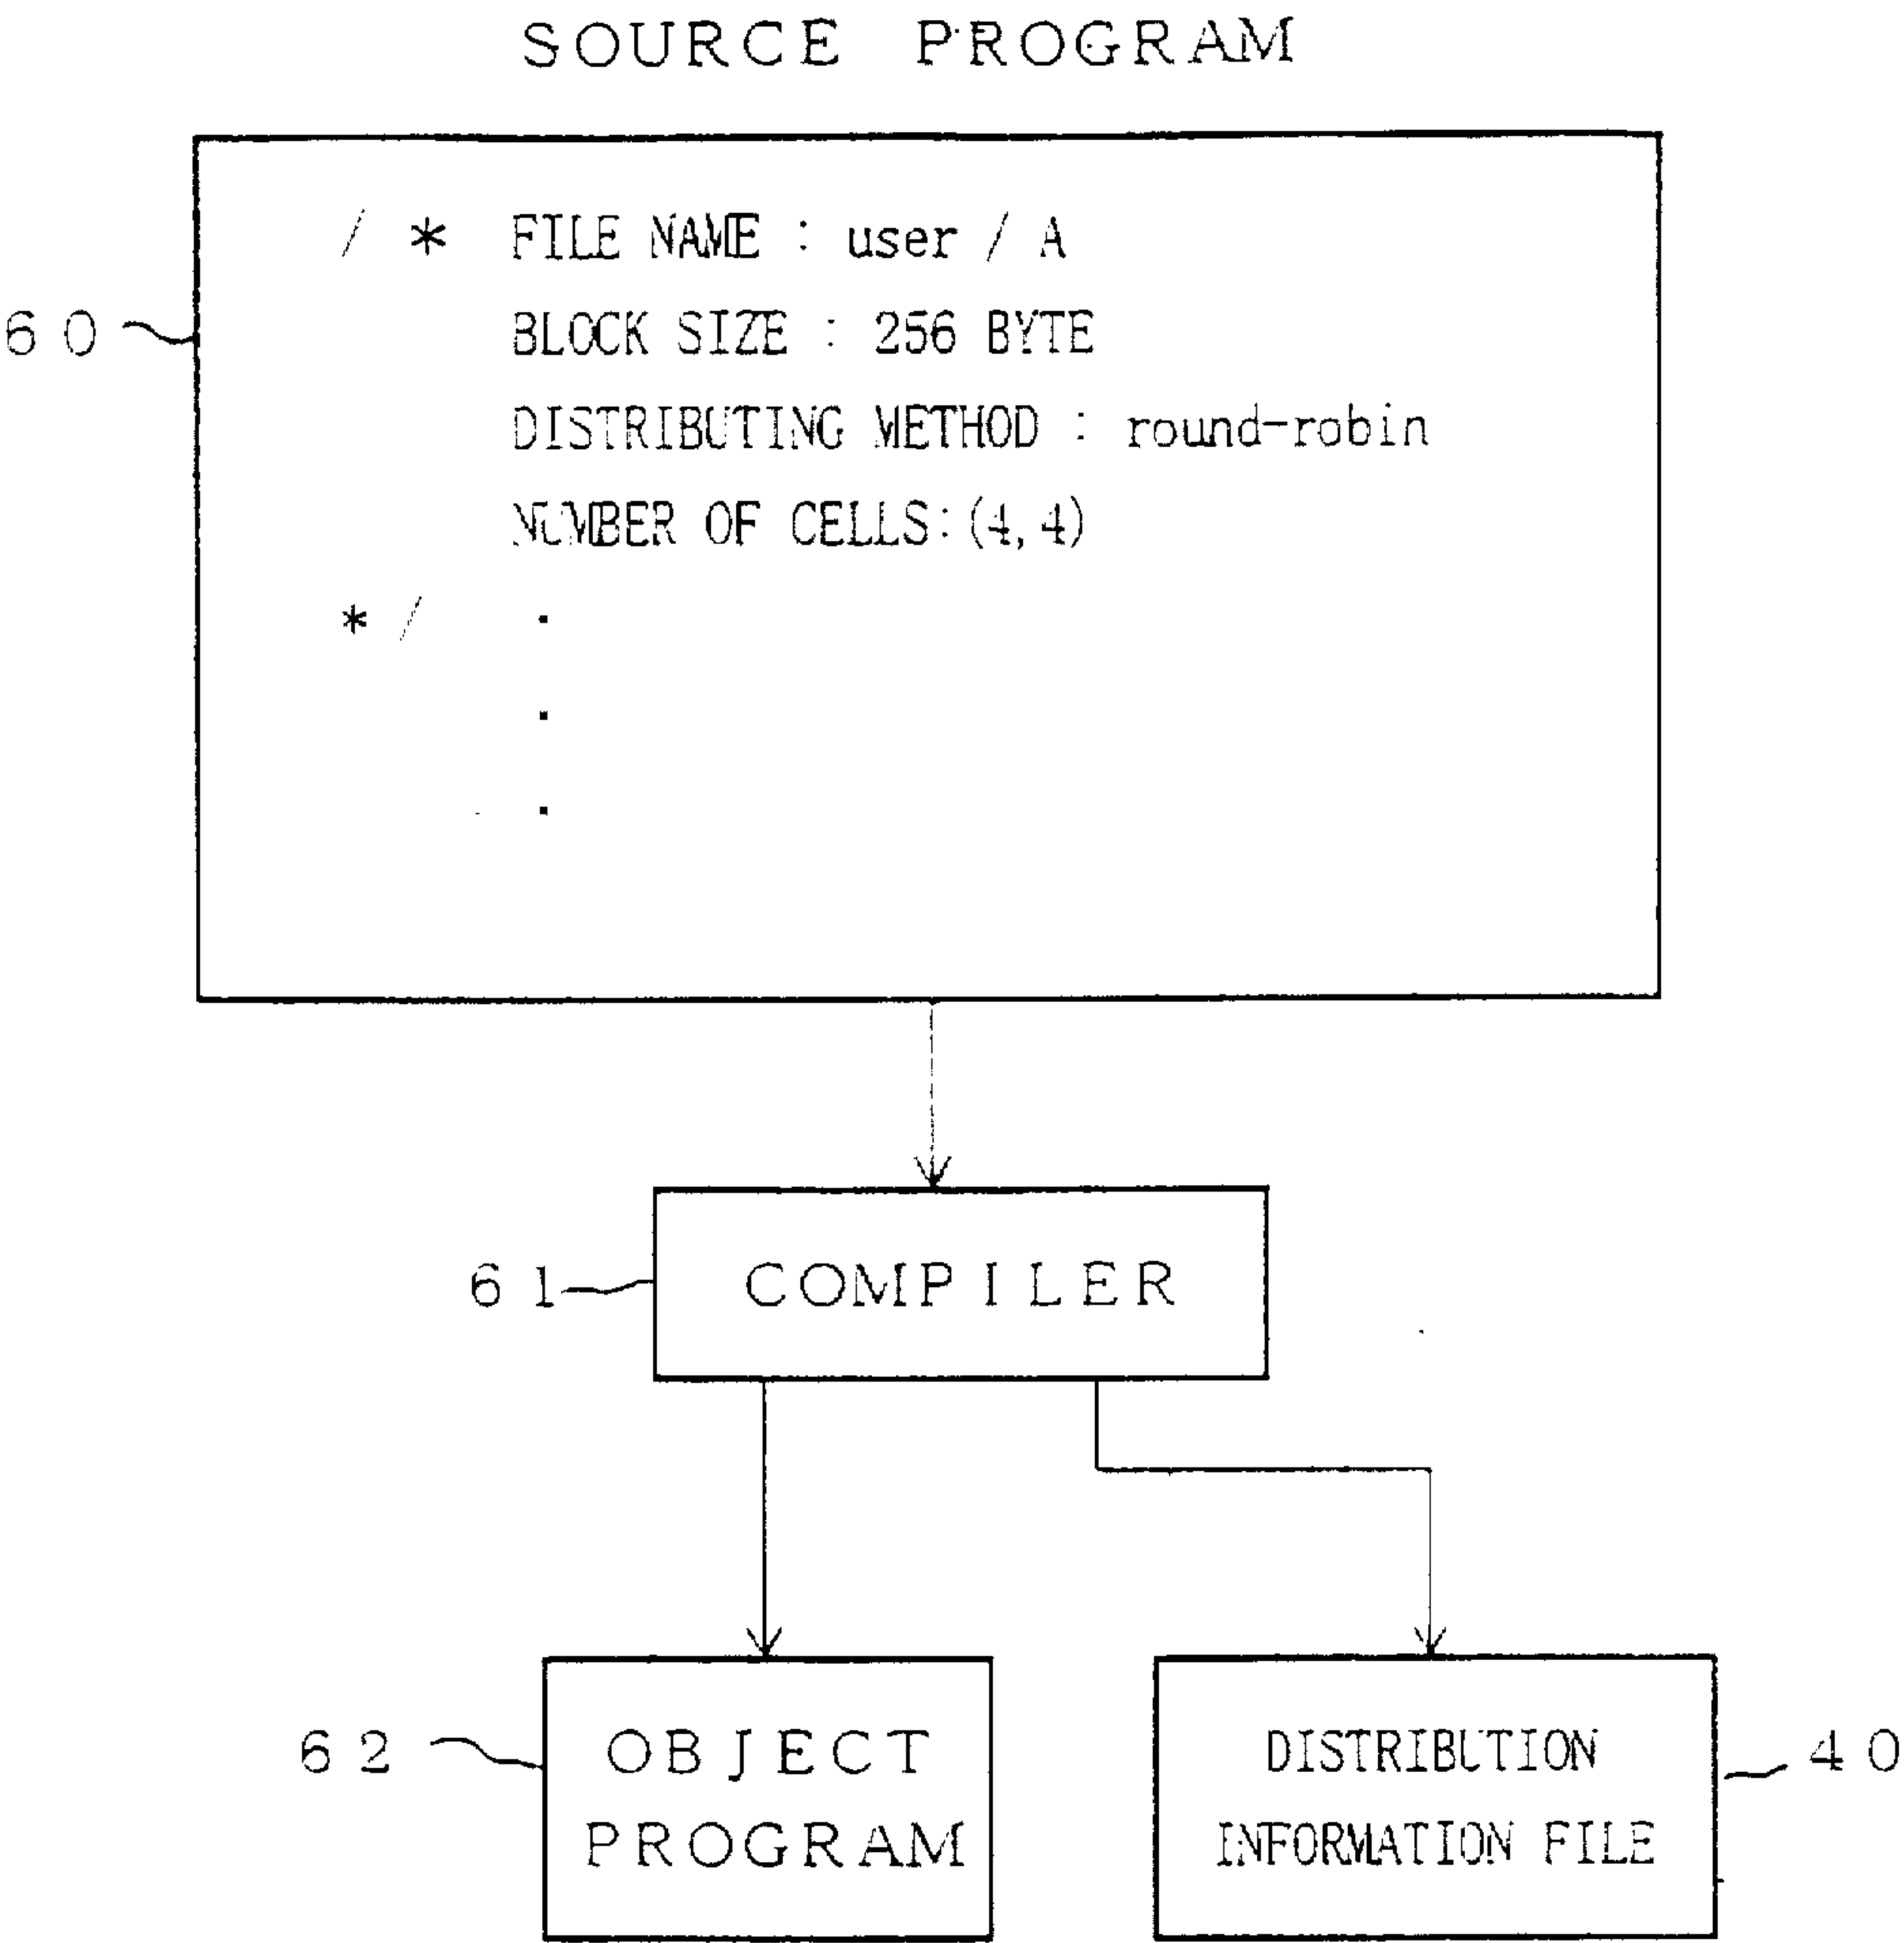 SOURCE PROGRAM
/ * FILE NAME : user / A
60
BLOCK SIZE : 256 BYTE
DISTRIBUTING METHOD : round-robin
NUMBER OF CELLS:(4,4)
* / .
.
.
61
COMPILER
62
OBJECT
PROGRAM
DISTRIBUTION
INFORMATION FILE
40